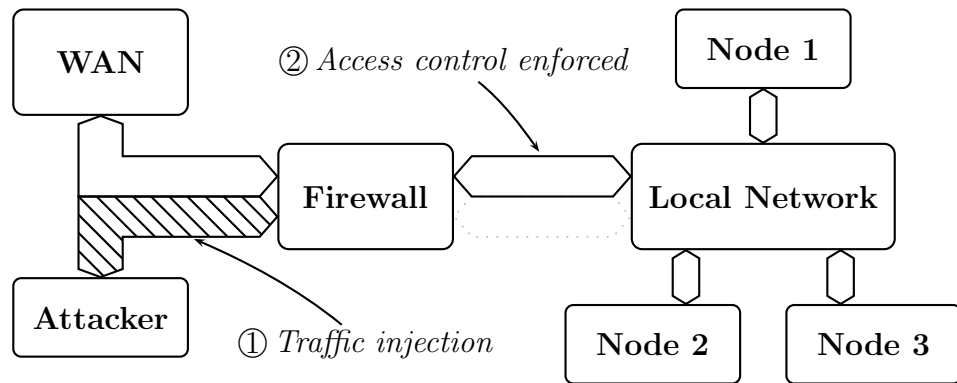 WAN
Node 1
② Access control enforced
Firewall
Local Network
Attacker
① Traffic injection
Node 2
Node 3